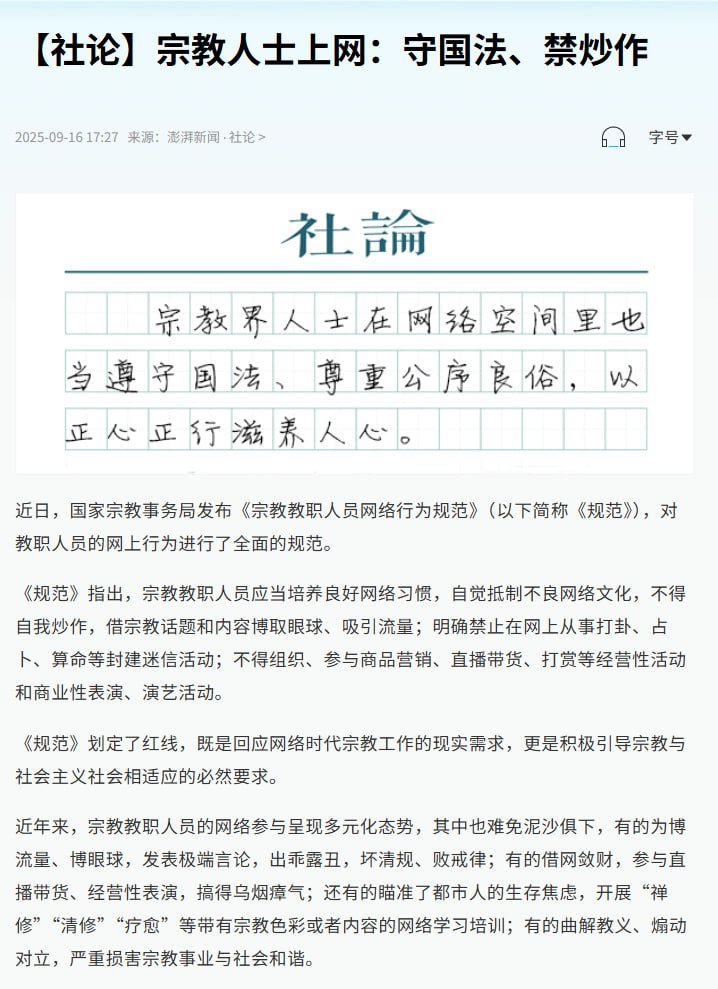 【社论】宗教人士上网：守国法、禁炒作
2025-09-16 17:27 来源：澎湃新闻 · 社论 >
字号
社論
宗教界人士在网络空间里也
当遵守国法、尊重公序良俗，以
正心正行滋养人心。
近日，国家宗教事务局发布《宗教教职人员网络行为规范》（以下简称《规范》），对
教职人员的网上行为进行了全面的规范。
《规范》指出，宗教教职人员应当培养良好网络习惯，自觉抵制不良网络文化，不得
自我炒作，借宗教话题和内容博取眼球、吸引流量；明确禁止在网上从事打卦、占
卜、算命等封建迷信活动；不得组织、参与商品营销、直播带货、打赏等经营性活动
和商业性表演、演艺活动。
《规范》划定了红线，既是回应网络时代宗教工作的现实需求，更是积极引导宗教与
社会主义社会相适应的必然要求。
近年来，宗教教职人员的网络参与呈现多元化态势，其中也难免泥沙俱下，有的为博
流量、博眼球，发表极端言论，出乖露丑，坏清规、败戒律；有的借网敛财，参与直
播带货、经营性表演，搞得乌烟瘴气；还有的瞄准了都市人的生存焦虑，开展“禅
修”“清修”“疗愈”等带有宗教色彩或者内容的网络学习培训；有的曲解教义、煽动
对立，严重损害宗教事业与社会和谐。